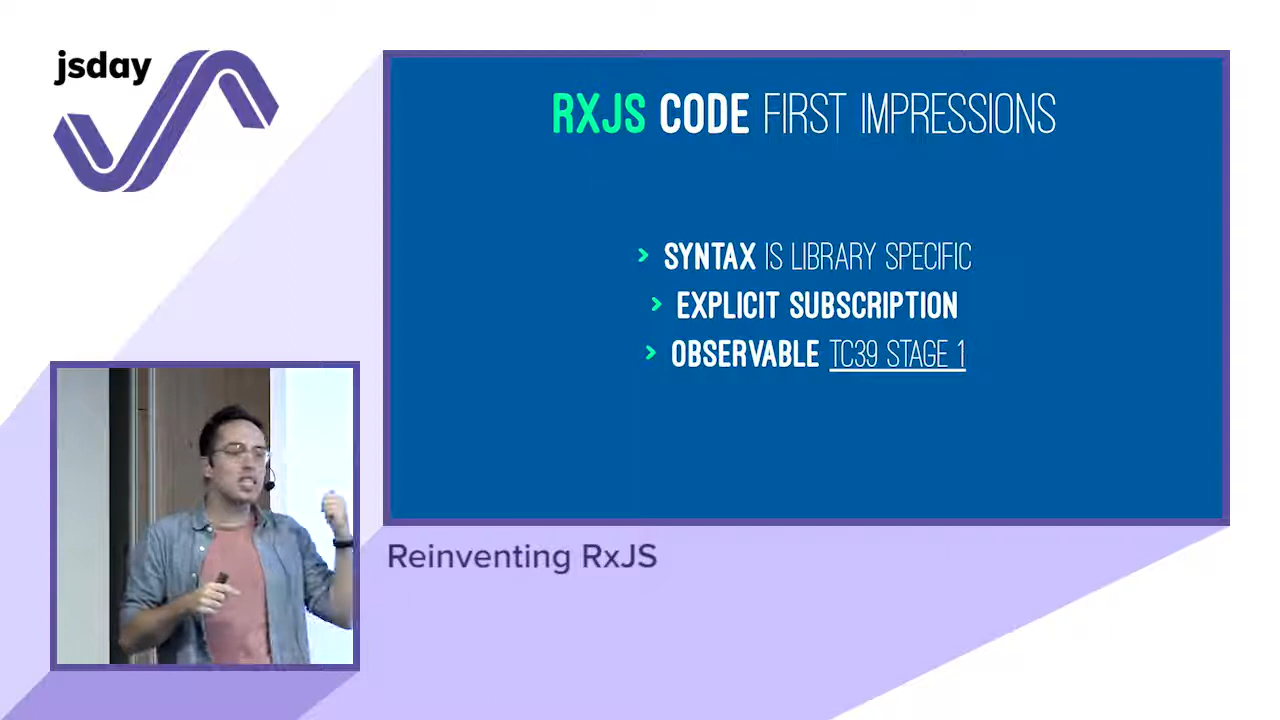 jsday
RXJS CODE FIRST IMPRESSIONS
> SYNTAX IS LIBRARY SPECIFIC
> EXPLICIT SUBSCRIPTION
> OBSERVABLE TC39 STAGE 1
Reinventing RxJS